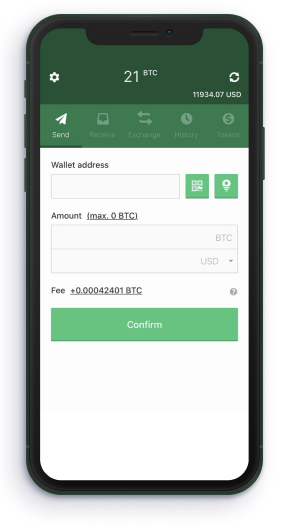 21 BTC
11934.07 USD
Send Receive Exchange History Tokens
Wallet address
Amount (max. 0 BTC)
BTC
USD
Fee +0.00042401 BTC
Confirm